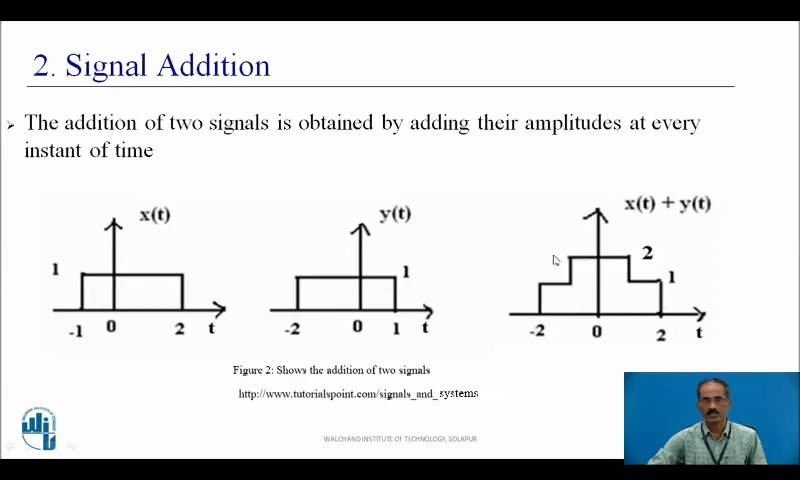 2. Signal Addition
➢ The addition of two signals is obtained by adding their amplitudes at every
instant of time
x(t)
1
-1 0 2 t
y(t)
1
-2 0 1 t
x(t) + y(t)
2
1
-2 0 2 t
Figure 2: Shows the addition of two signals
http://www.tutorialspoint.com/signals_and_systems
WALCHAND INSTITUTE OF TECHNOLOGY, SOLAPUR